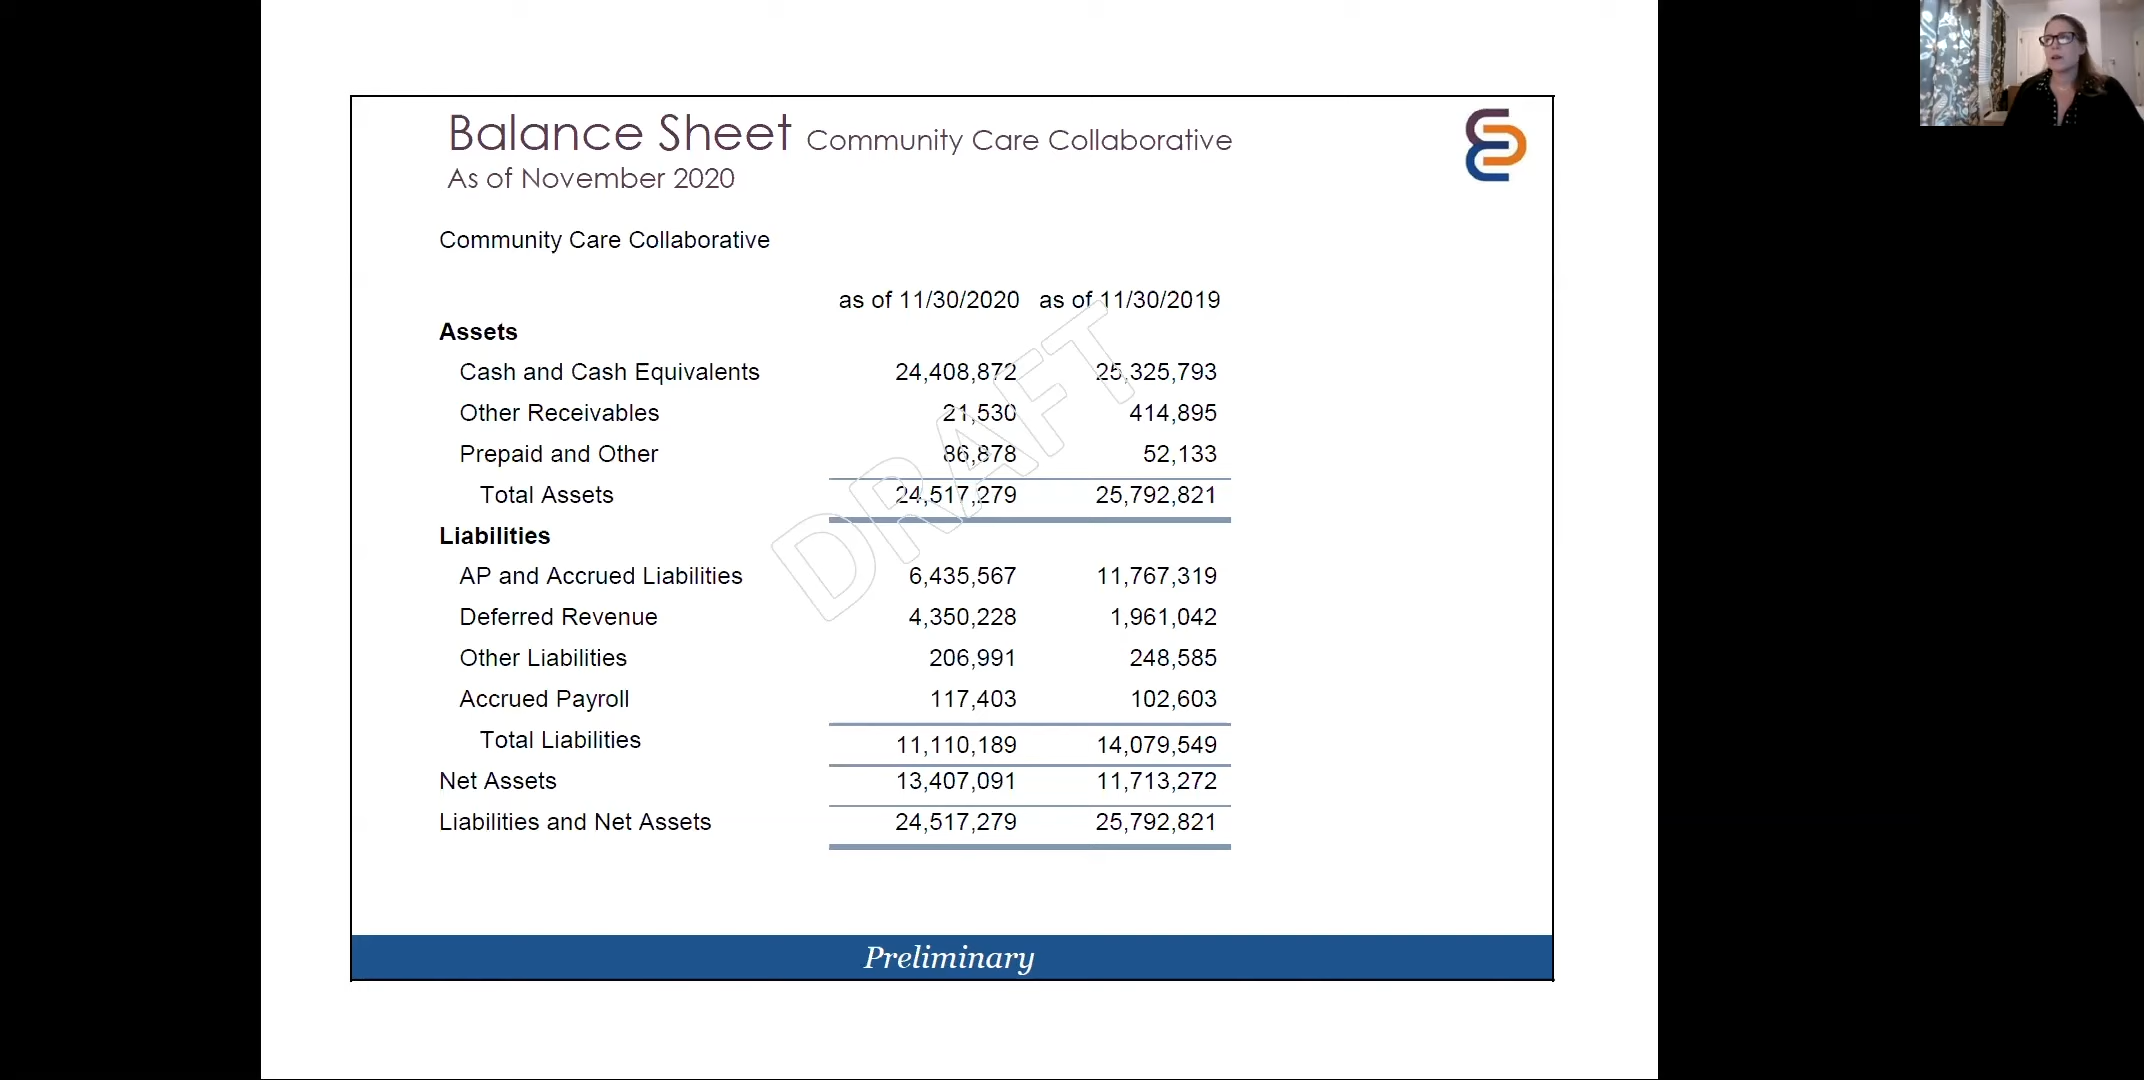 Balance Sheet Community Care Collaborative
As of November 2020
Community Care Collaborative
as of 11/30/2020 as of 11/30/2019
Assets
Cash and Cash Equivalents 24,408,872 25,325,793
Other Receivables 21,530 414,895
Prepaid and Other 86,878 52,133
Total Assets 24,517,279 25,792,821
Liabilities
AP and Accrued Liabilities 6,435,567 11,767,319
Deferred Revenue 4,350,228 1,961,042
Other Liabilities 206,991 248,585
Accrued Payroll 117,403 102,603
Total Liabilities 11,110,189 14,079,549
Net Assets 13,407,091 11,713,272
Liabilities and Net Assets 24,517,279 25,792,821
DRAFT
Preliminary